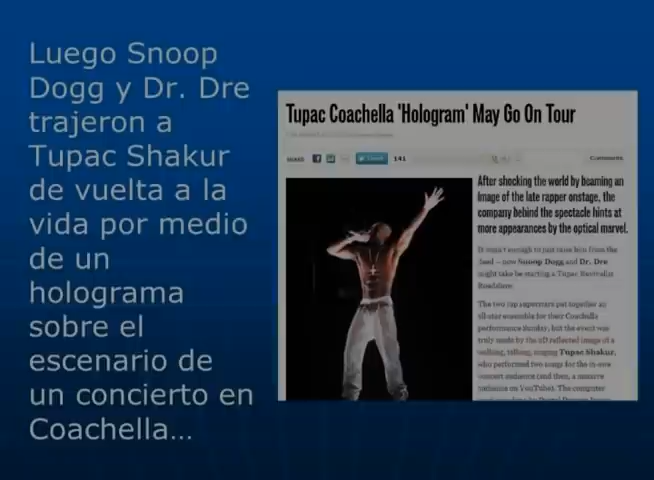 Luego Snoop
Dogg y Dr. Dre
trajeron a
Tupac Shakur
de vuelta a la
vida por medio
de un
holograma
sobre el
escenario de
un concierto en
Coachella...
Tupac Coachella 'Hologram' May Go On Tour
SHARE
Tweet
141
Comments
After shocking the world by beaming an
image of the late rapper onstage, the
company behind the spectacle hints at
more appearances by the optical marvel.
It wasn't enough to just raise him from the
dead — now Snoop Dogg and Dr. Dre
might take be starting a Tupac Revivalist
Roadshow.
The two rap superstars put together an
all-star ensemble for their Coachella
performance Sunday, but the event was
truly made by the 2D reflected image of a
walking, talking, singing Tupac Shakur,
who performed two songs for the in-awe
concert audience (and then, a massive
audience on YouTube). The computer